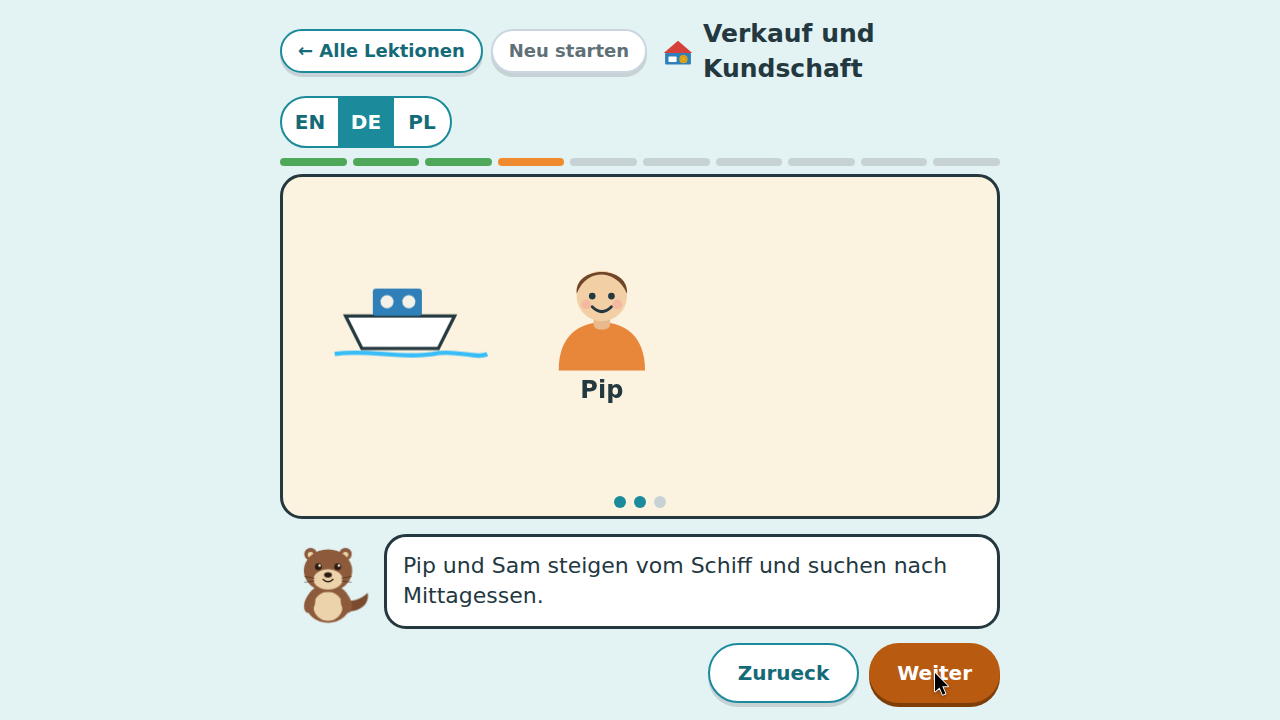 ← Alle Lektionen
Neu starten
Verkauf und
Kundschaft
EN DE PL
Pip
Pip und Sam steigen vom Schiff und suchen nach
Mittagessen.
Zurueck
Weiter